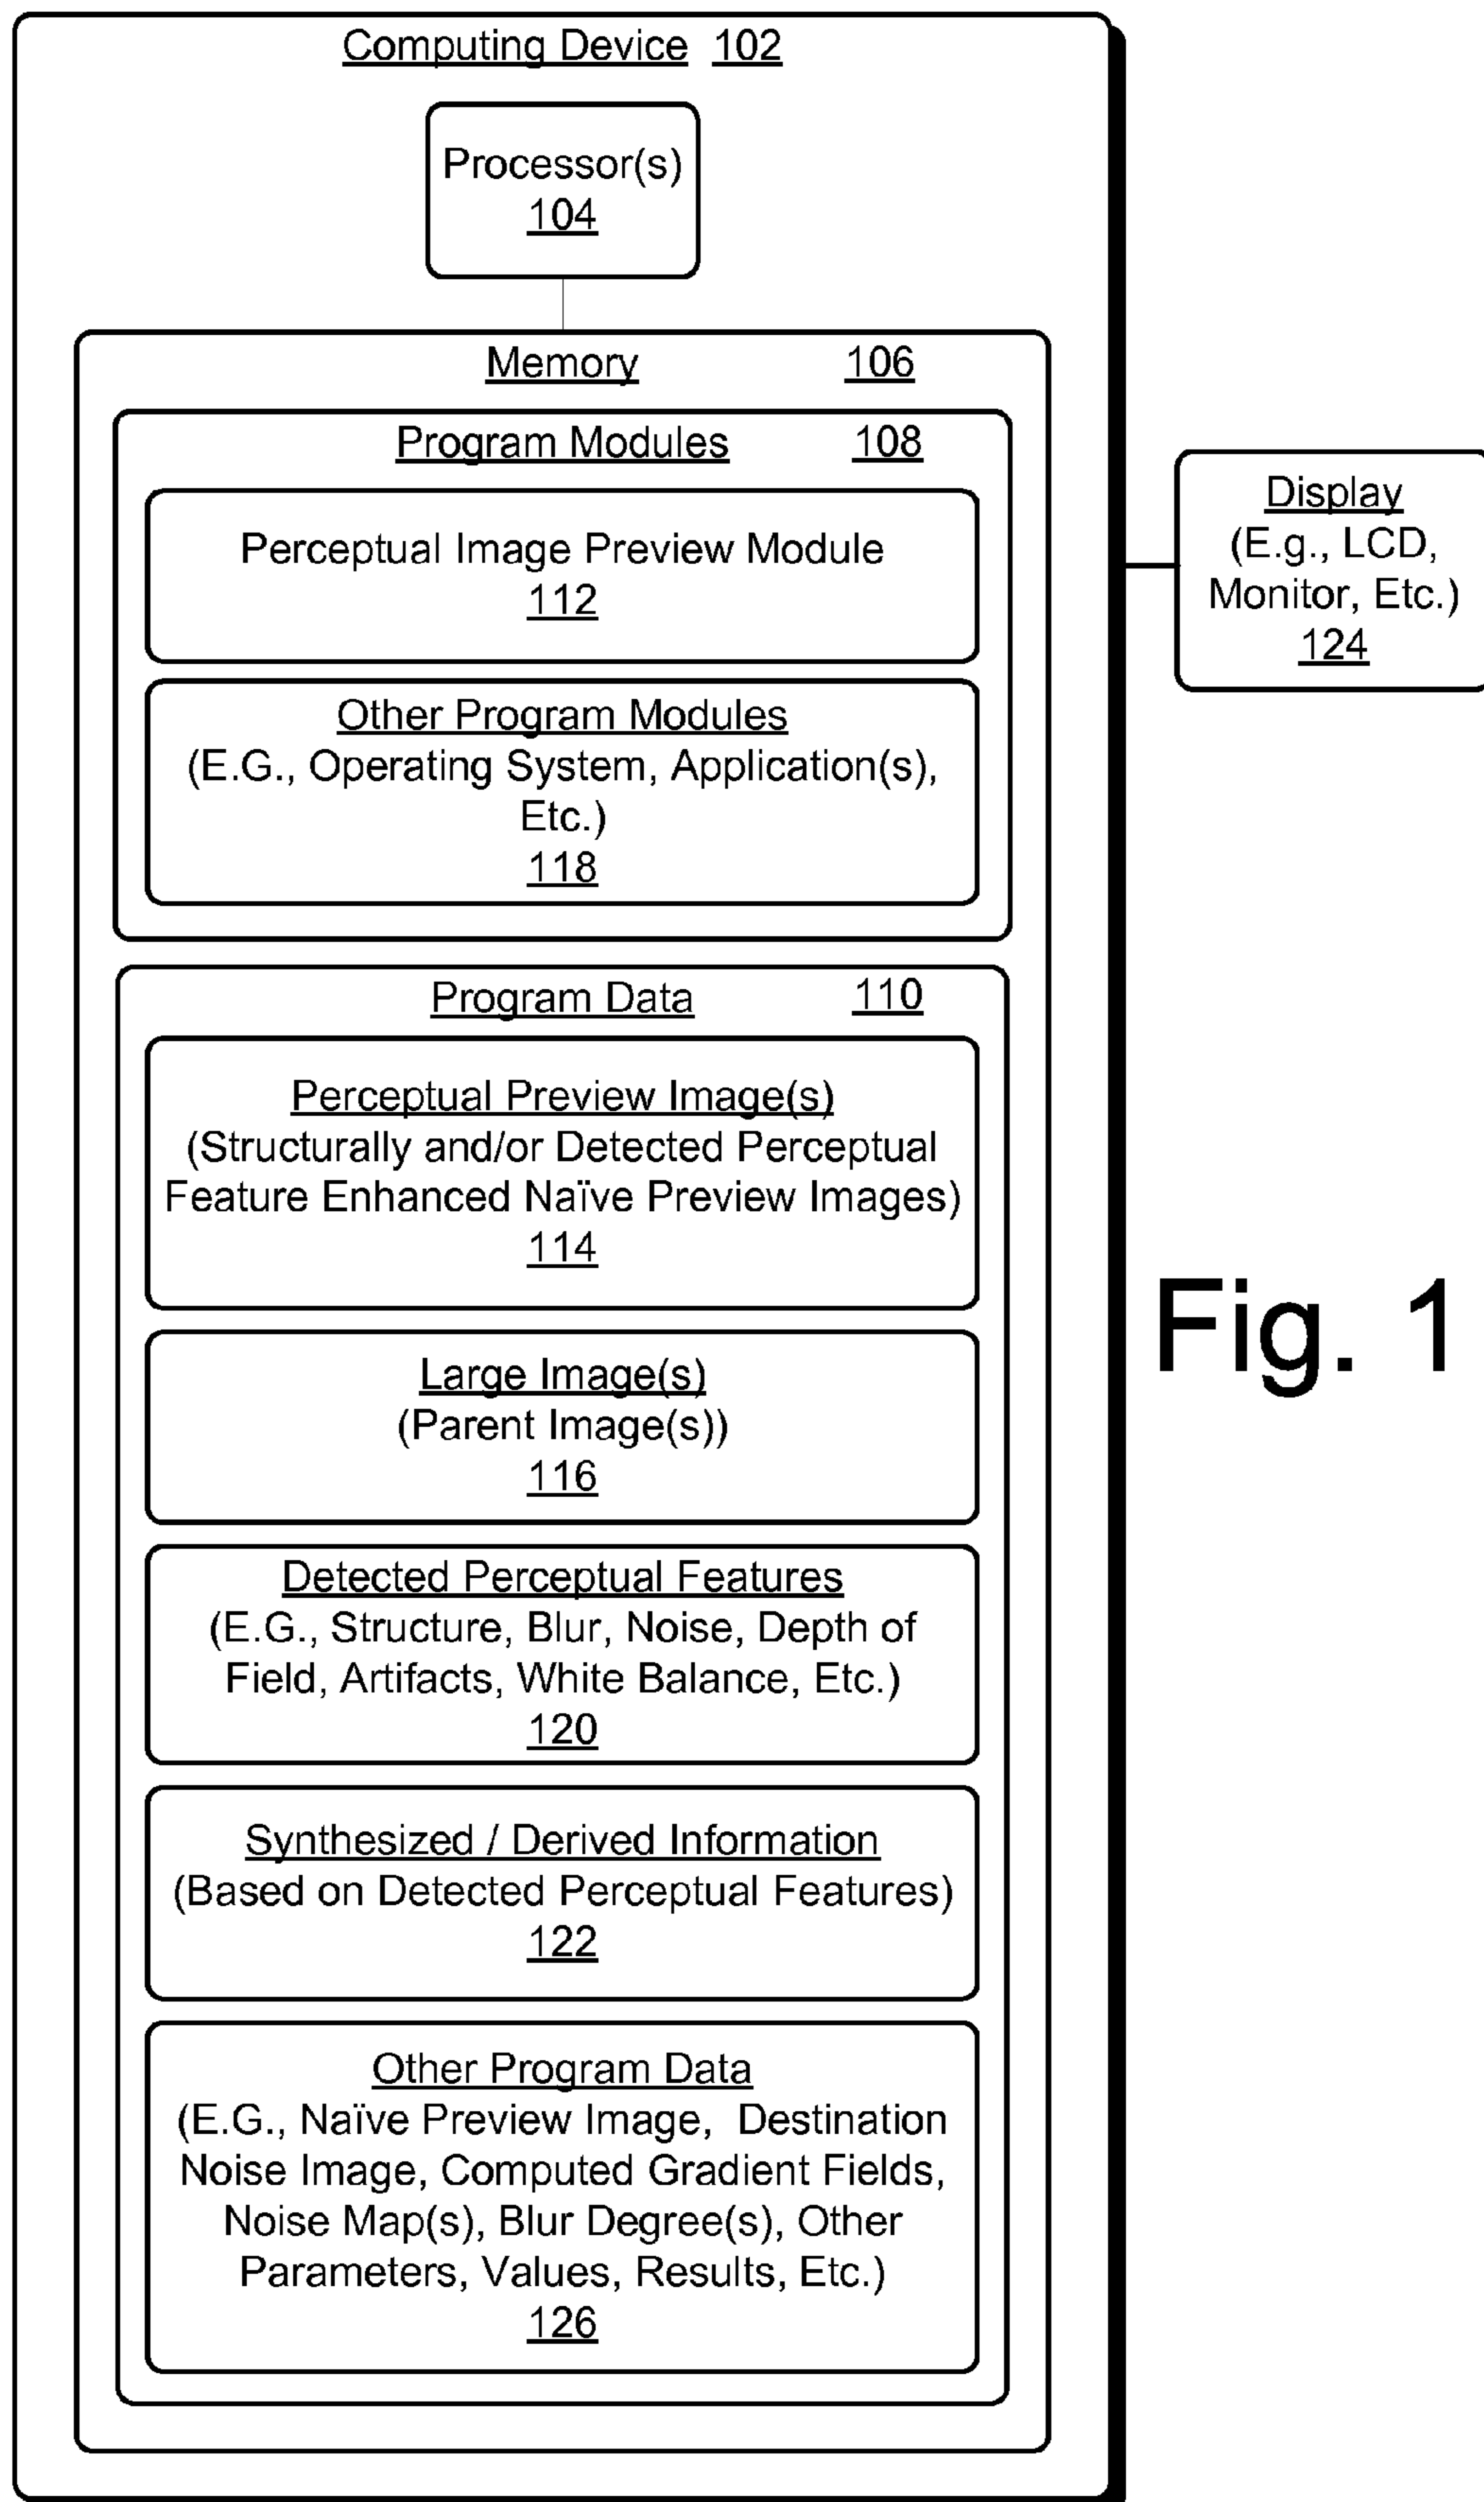 Computing Device 102
Processor(s)
104
Memory 106
Program Modules 108
Perceptual Image Preview Module
112
Other Program Modules
(E.G., Operating System, Application(s),
Etc.)
118
Display
(E.g., LCD,
Monitor, Etc.)
124
Program Data 110
Perceptual Preview Image(s)
(Structurally and/or Detected Perceptual
Feature Enhanced Naïve Preview Images)
114
Large Image(s)
(Parent Image(s))
116
Detected Perceptual Features
(E.G., Structure, Blur, Noise, Depth of
Field, Artifacts, White Balance, Etc.)
120
Synthesized / Derived Information
(Based on Detected Perceptual Features)
122
Other Program Data
(E.G., Naïve Preview Image, Destination
Noise Image, Computed Gradient Fields,
Noise Map(s), Blur Degree(s), Other
Parameters, Values, Results, Etc.)
126
Fig. 1